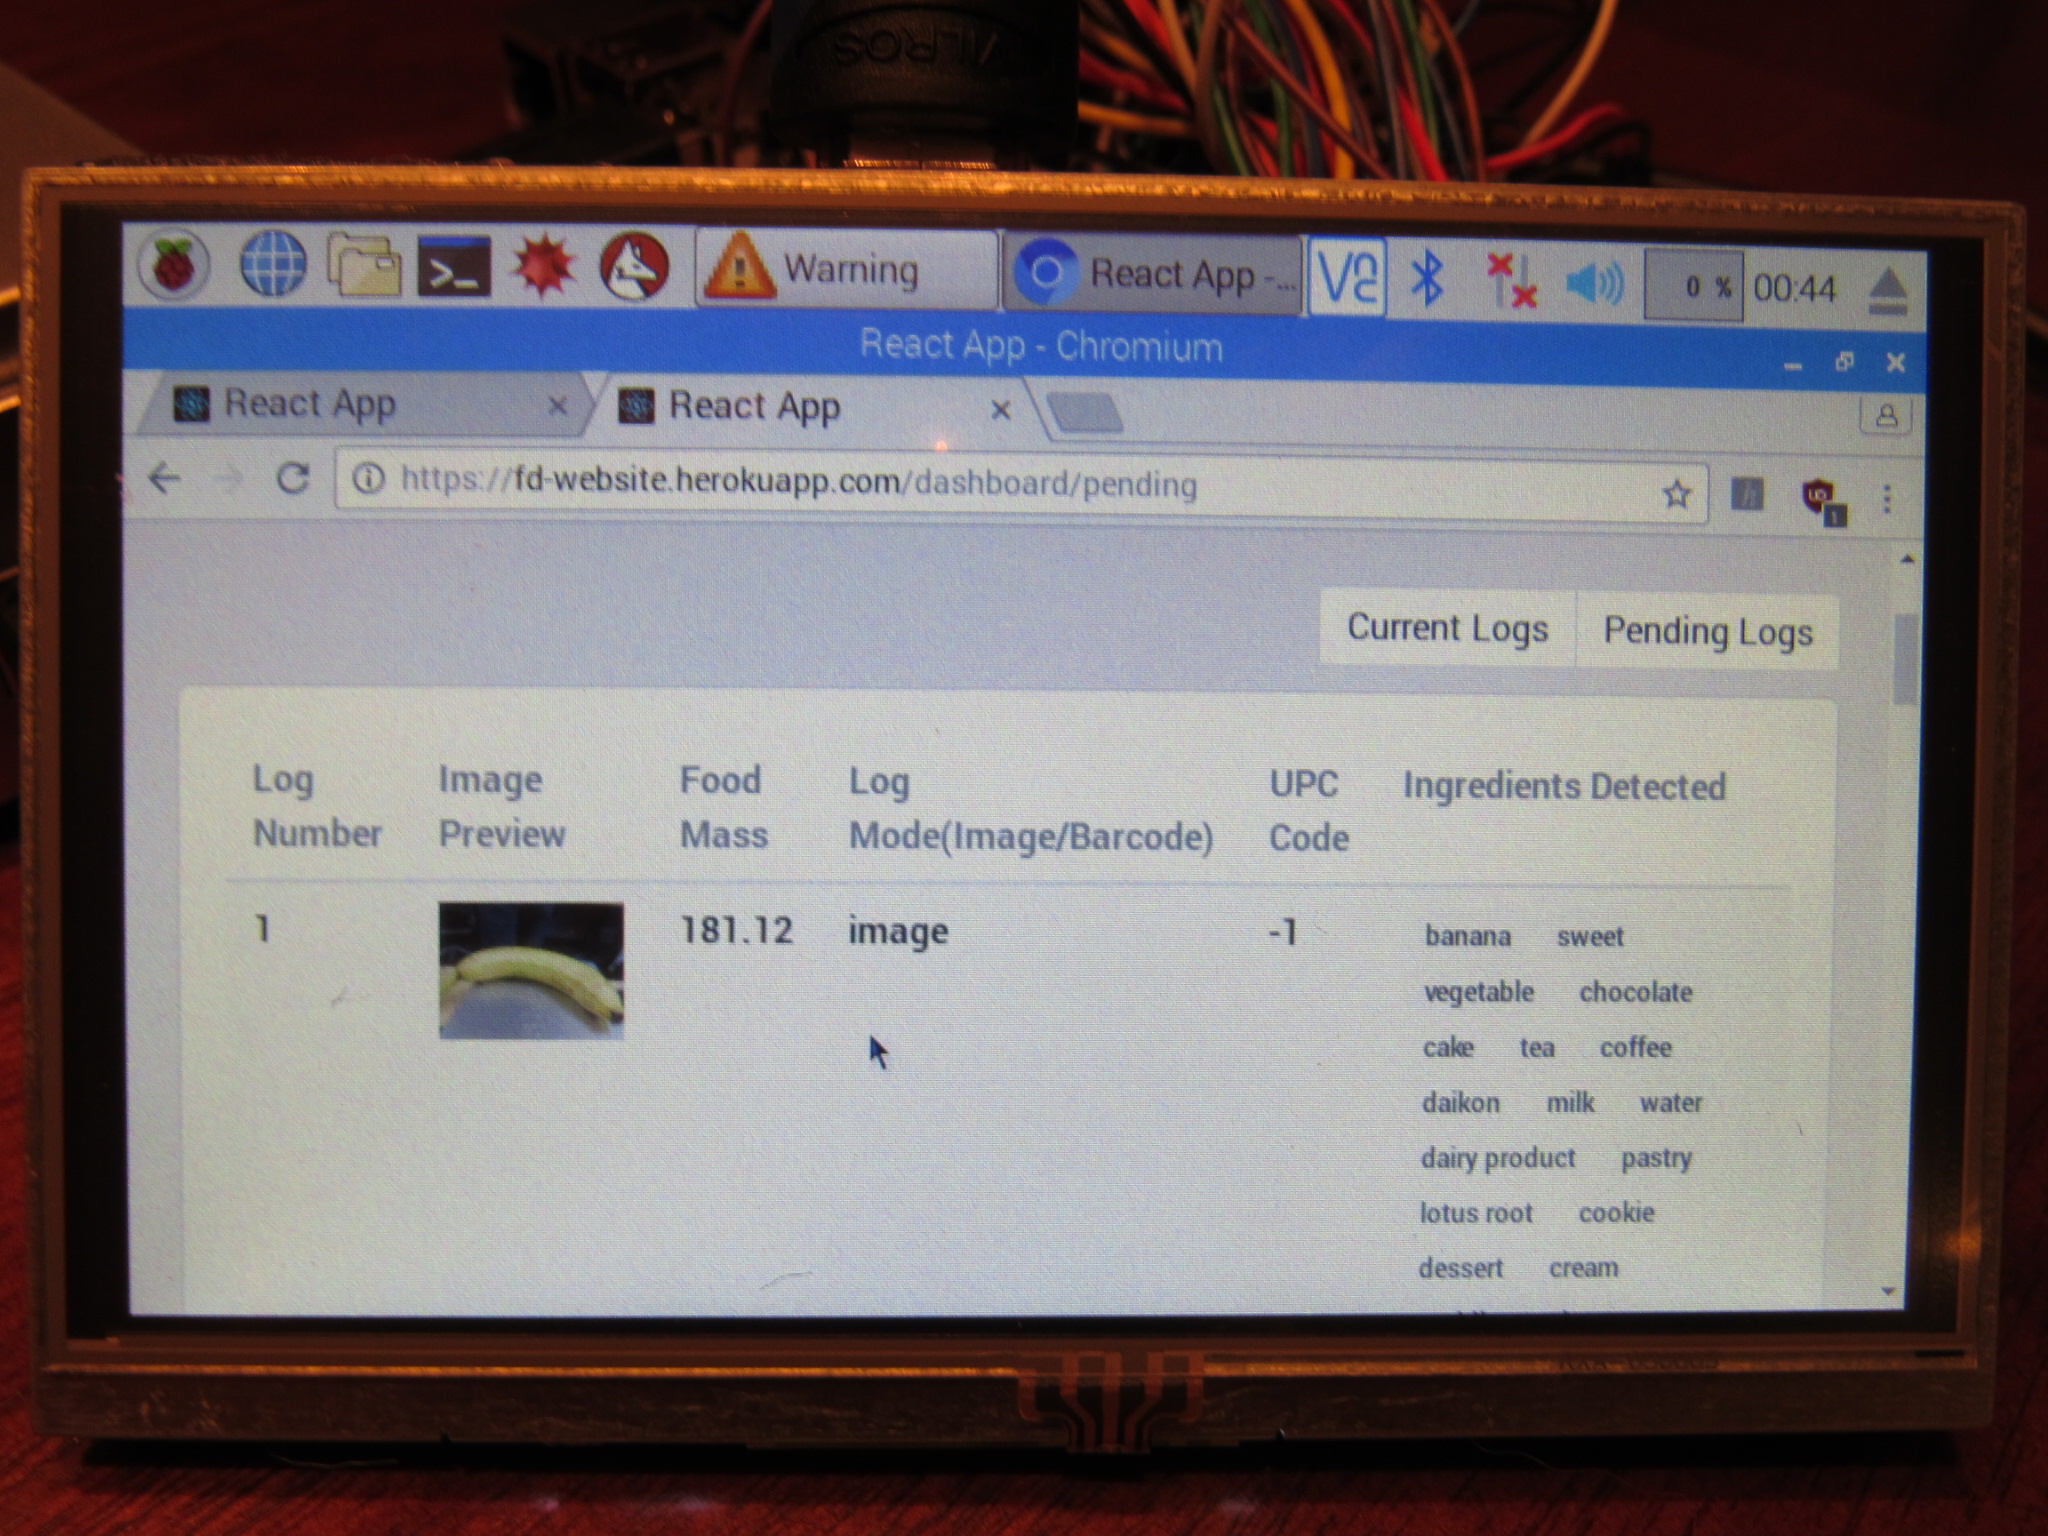 VILROS
Warning
React App -...
V2
0 %
00:44
React App - Chromium
React App
React App
https://fd-website.herokuapp.com/dashboard/pending
1
Current Logs
Pending Logs
Log Number
Image Preview
Food Mass
Log Mode(Image/Barcode)
UPC Code
Ingredients Detected
1
181.12
image
-1
banana sweet
vegetable chocolate
cake tea coffee
daikon milk water
dairy product pastry
lotus root cookie
dessert cream